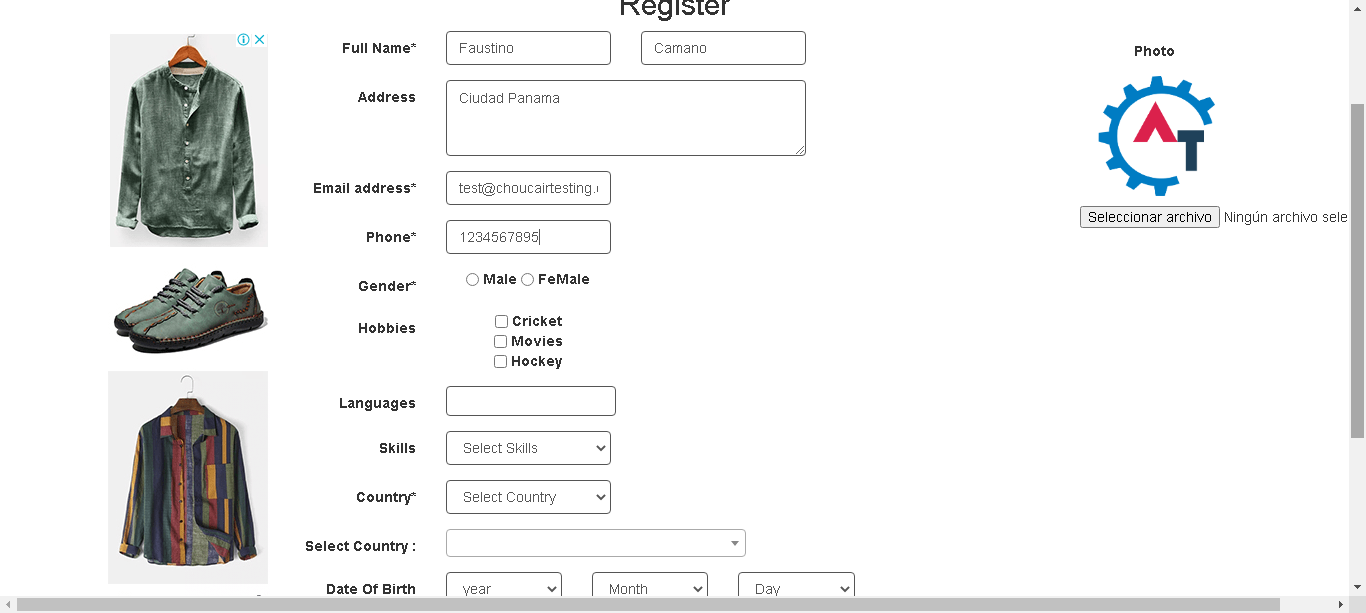 Register
Full Name*
Faustino
Camano
Photo
Address
Ciudad Panama
AT
Email address*
test@choucairtesting.
Seleccionar archivo
Ningún archivo sele
Phone*
1234567895
Gender*
Male
FeMale
Hobbies
Cricket
Movies
Hockey
Languages
Skills
Select Skills
Country*
Select Country
Select Country :
Date Of Birth
year
Month
Day